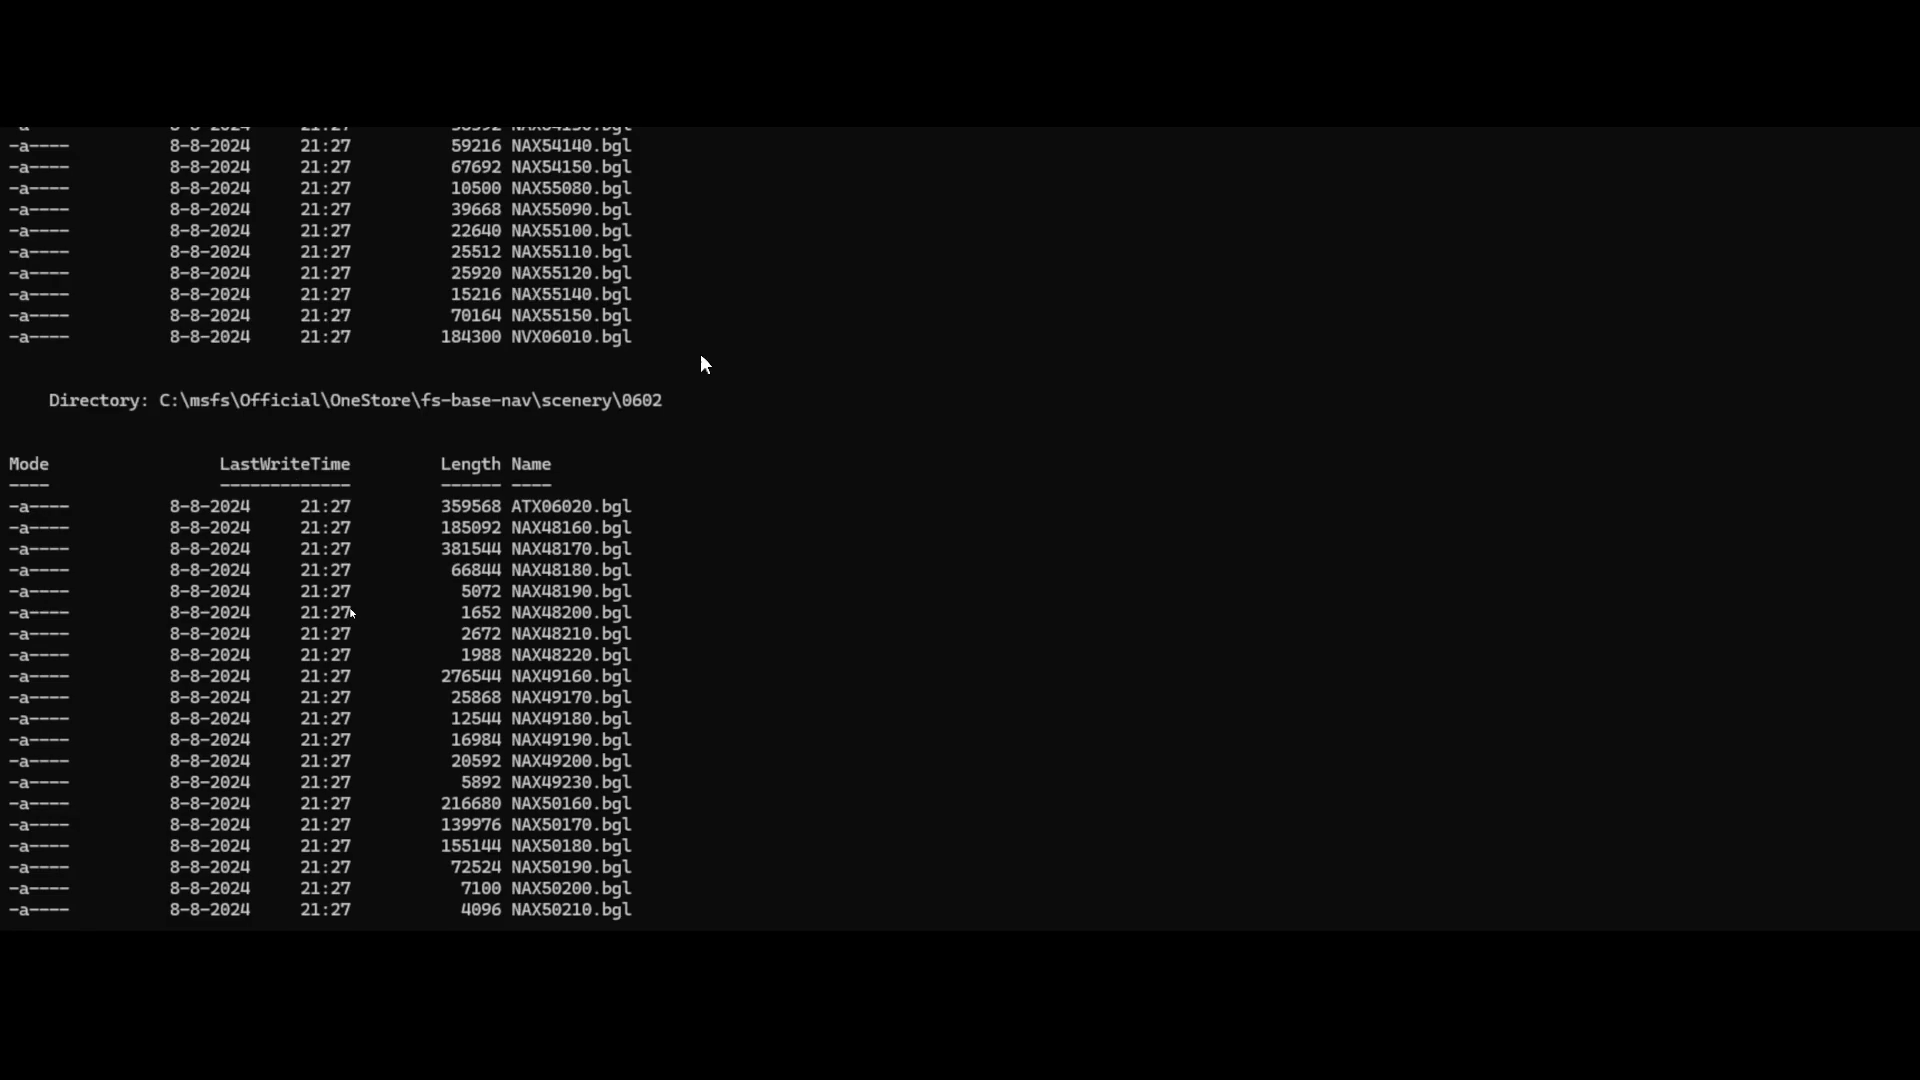 -a---- 8-8-2024 21:27 .bgl
-a---- 8-8-2024 21:27 59216 NAX54140.bgl
-a---- 8-8-2024 21:27 67692 NAX54150.bgl
-a---- 8-8-2024 21:27 10500 NAX55080.bgl
-a---- 8-8-2024 21:27 39668 NAX55090.bgl
-a---- 8-8-2024 21:27 22640 NAX55100.bgl
-a---- 8-8-2024 21:27 25512 NAX55110.bgl
-a---- 8-8-2024 21:27 25920 NAX55120.bgl
-a---- 8-8-2024 21:27 15216 NAX55140.bgl
-a---- 8-8-2024 21:27 70164 NAX55150.bgl
-a---- 8-8-2024 21:27 184300 NVX06010.bgl
Directory: C:\msfs\Official\OneStore\fs-base-nav\scenery\0602
Mode LastWriteTime Length Name
---- ------------- ------ ----
-a---- 8-8-2024 21:27 359568 ATX06020.bgl
-a---- 8-8-2024 21:27 185092 NAX48160.bgl
-a---- 8-8-2024 21:27 381544 NAX48170.bgl
-a---- 8-8-2024 21:27 66844 NAX48180.bgl
-a---- 8-8-2024 21:27 5072 NAX48190.bgl
-a---- 8-8-2024 21:27 1652 NAX48200.bgl
-a---- 8-8-2024 21:27 2672 NAX48210.bgl
-a---- 8-8-2024 21:27 1988 NAX48220.bgl
-a---- 8-8-2024 21:27 276544 NAX49160.bgl
-a---- 8-8-2024 21:27 25868 NAX49170.bgl
-a---- 8-8-2024 21:27 12544 NAX49180.bgl
-a---- 8-8-2024 21:27 16984 NAX49190.bgl
-a---- 8-8-2024 21:27 20592 NAX49200.bgl
-a---- 8-8-2024 21:27 5892 NAX49230.bgl
-a---- 8-8-2024 21:27 216680 NAX50160.bgl
-a---- 8-8-2024 21:27 139976 NAX50170.bgl
-a---- 8-8-2024 21:27 155144 NAX50180.bgl
-a---- 8-8-2024 21:27 72524 NAX50190.bgl
-a---- 8-8-2024 21:27 7100 NAX50200.bgl
-a---- 8-8-2024 21:27 4096 NAX50210.bgl